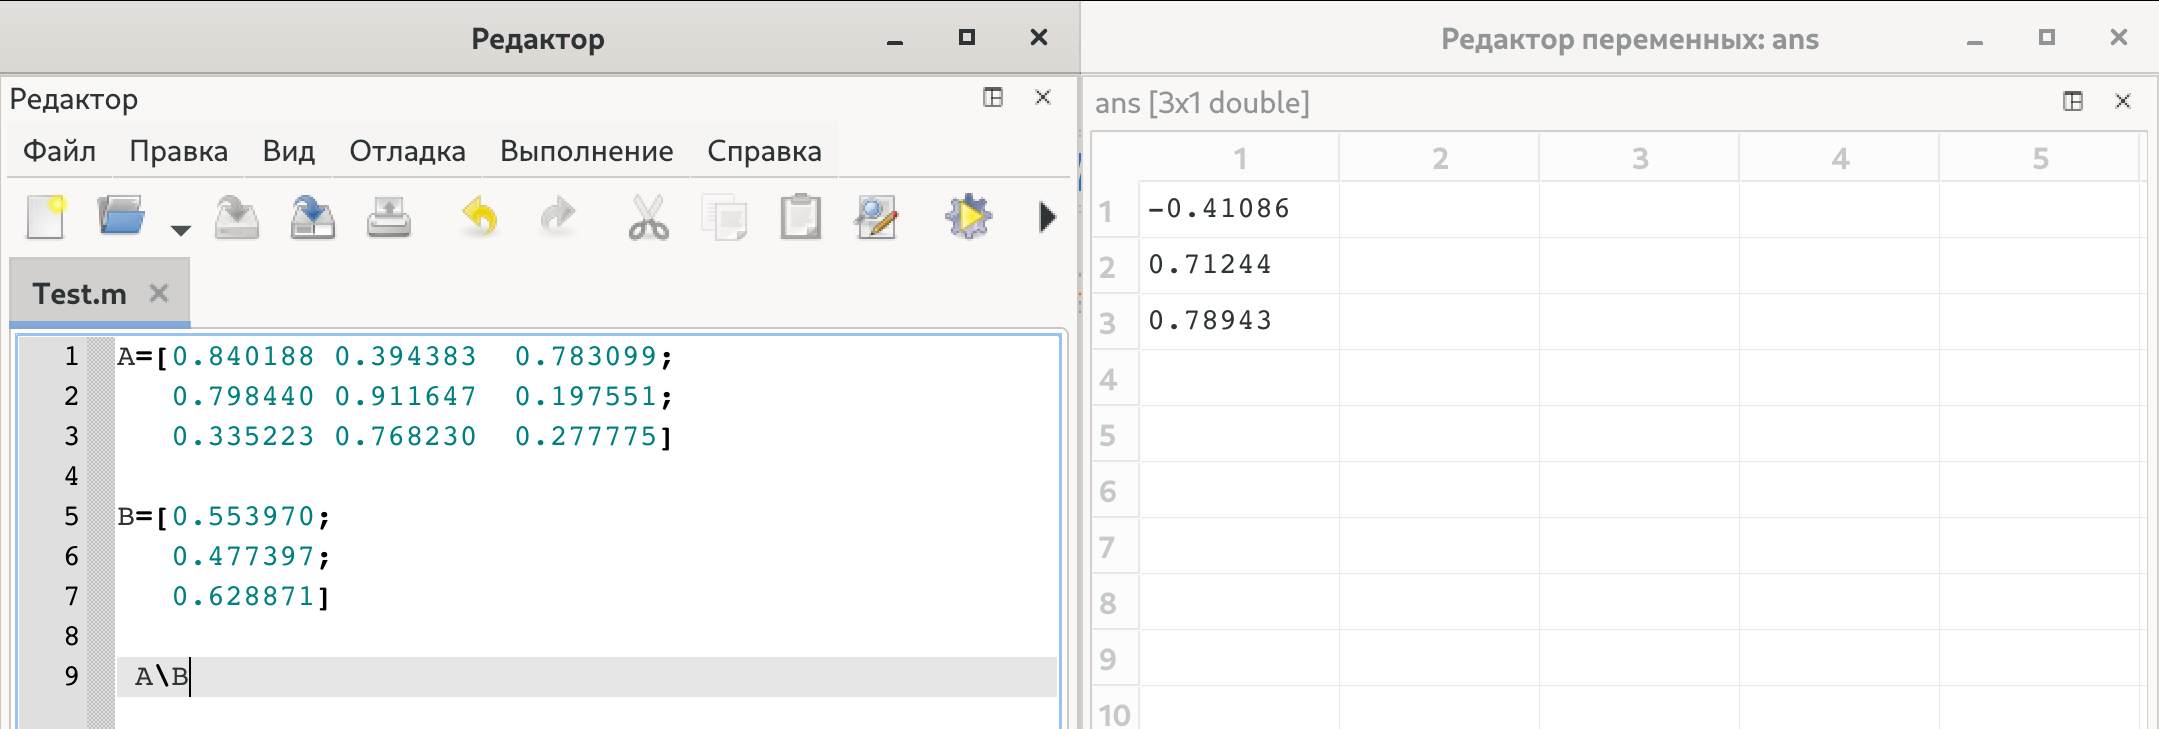 Редактор
Редактор
Файл Правка Вид Отладка Выполнение Справка
Test.m
1 A=[0.840188 0.394383 0.783099;
2 0.798440 0.911647 0.197551;
3 0.335223 0.768230 0.277775]
4
5 B=[0.553970;
6 0.477397;
7 0.628871]
8
9 A\B
Редактор переменных: ans
ans [3x1 double]
1 2 3 4 5
1 -0.41086
2 0.71244
3 0.78943
4
5
6
7
8
9
10